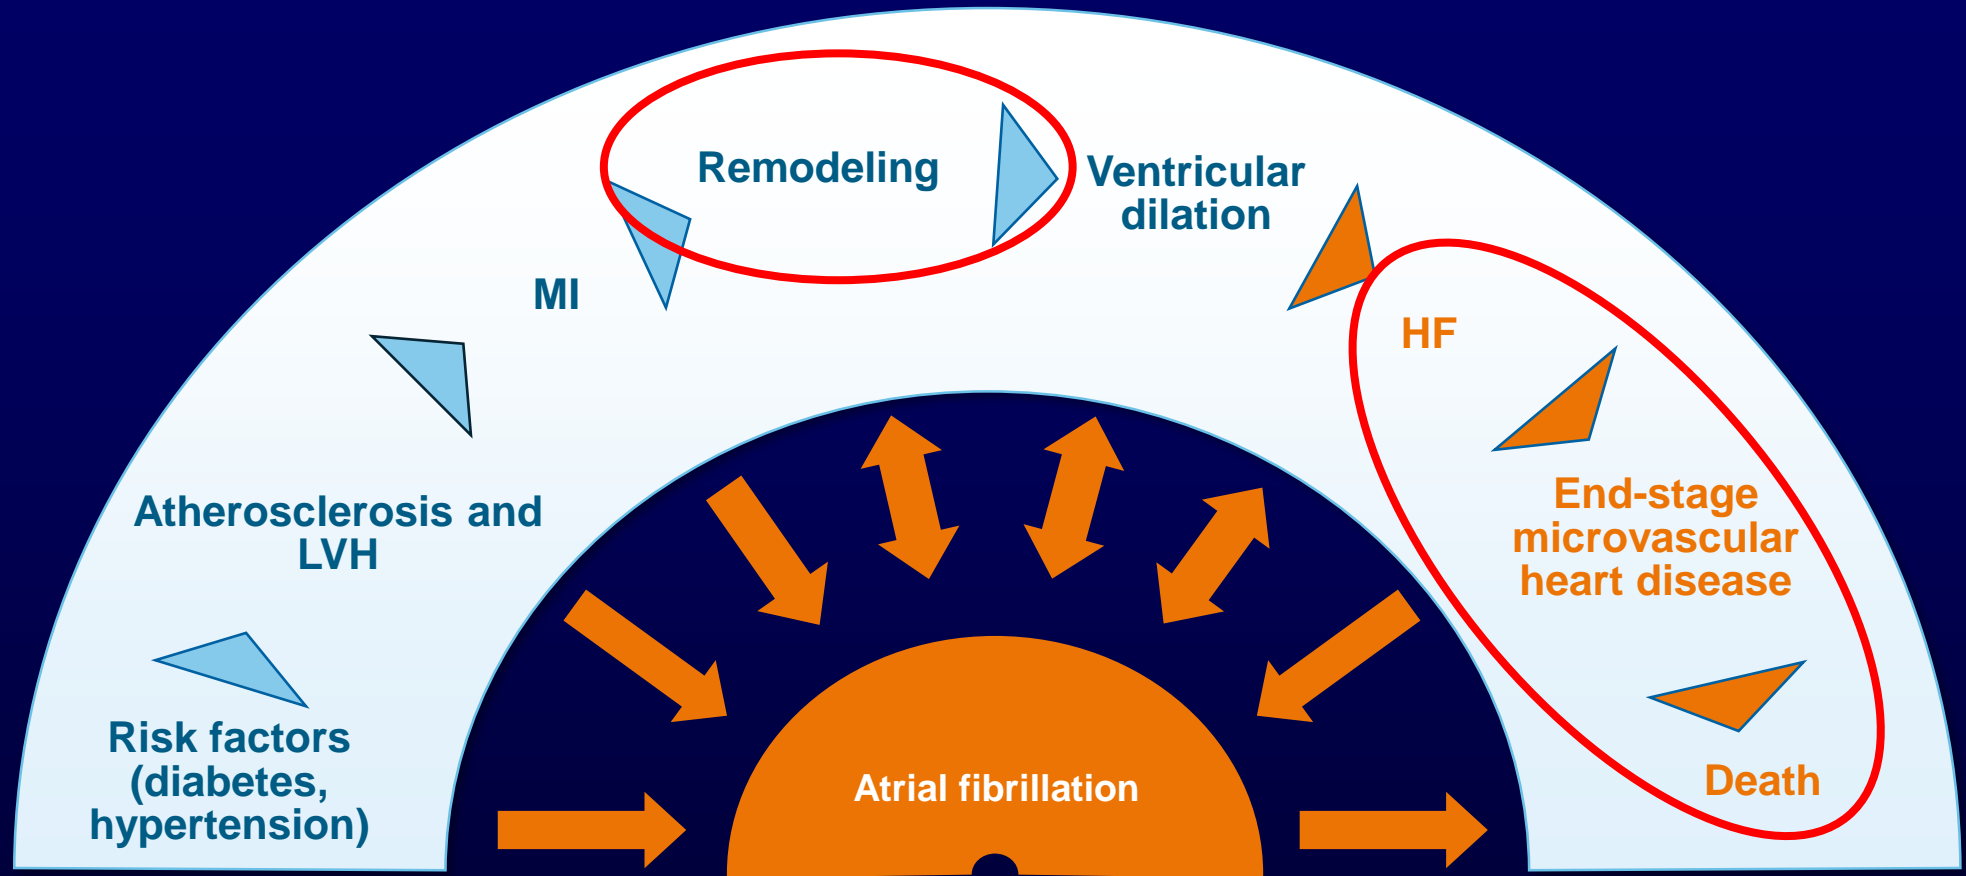 Remodeling
Ventricular
dilation
MI
HF
Atherosclerosis and
LVH
End-stage
microvascular
heart disease
Risk factors
(diabetes,
hypertension)
Atrial fibrillation
Death